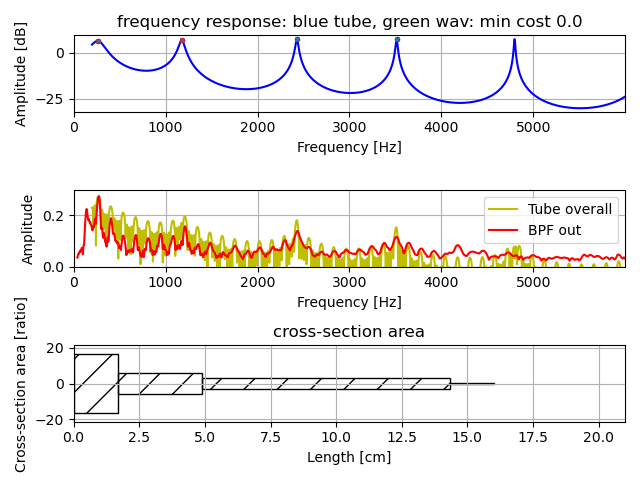 frequency response: blue tube, green wav: min cost 0.0
Amplitude [dB]
0
−25
0 1000 2000 3000 4000 5000
Frequency [Hz]
Amplitude
0.2
0.0
Tube overall
BPF out
0 1000 2000 3000 4000 5000
Frequency [Hz]
cross-section area
Cross-section area [ratio]
20
0
−20
0.0 2.5 5.0 7.5 10.0 12.5 15.0 17.5 20.0
Length [cm]